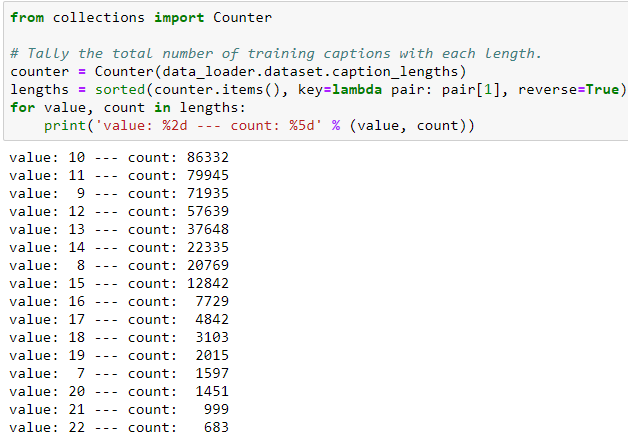 from collections import Counter
# Tally the total number of training captions with each length.
counter = Counter(data_loader.dataset.caption_lengths)
lengths = sorted(counter.items(), key=lambda pair: pair[1], reverse=True)
for value, count in lengths:
    print('value: %2d --- count: %5d' % (value, count))
value: 10 --- count: 86332
value: 11 --- count: 79945
value:  9 --- count: 71935
value: 12 --- count: 57639
value: 13 --- count: 37648
value: 14 --- count: 22335
value:  8 --- count: 20769
value: 15 --- count: 12842
value: 16 --- count:  7729
value: 17 --- count:  4842
value: 18 --- count:  3103
value: 19 --- count:  2015
value:  7 --- count:  1597
value: 20 --- count:  1451
value: 21 --- count:   999
value: 22 --- count:   683